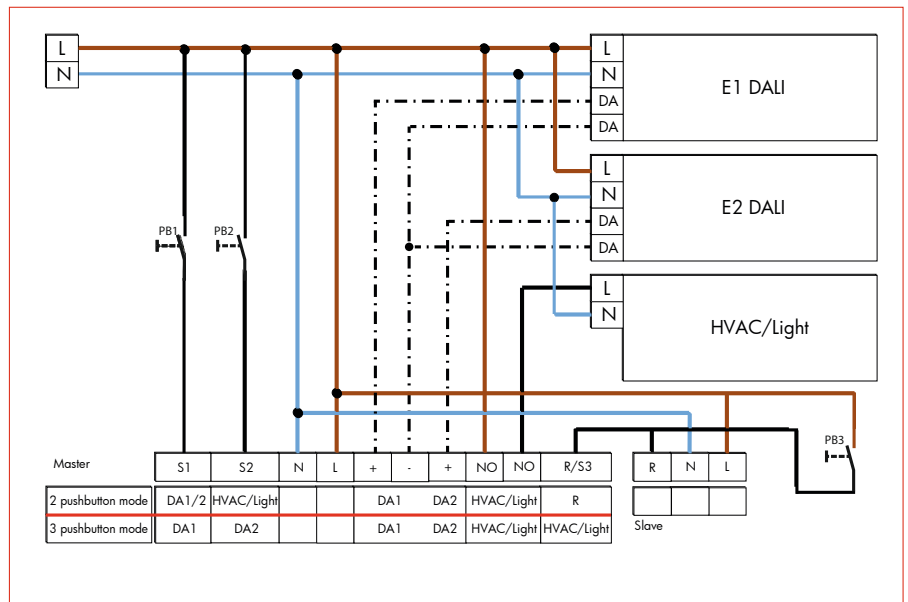 L
N
L
N
DA
DA
E1 DALI
L
N
DA
DA
E2 DALI
L
N
HVAC/Light
PB1
PB2
PB3
Master
S1 S2 N L + - + NO NO R/S3
R N L
2 pushbutton mode DA1/2 HVAC/Light DA1 DA2 HVAC/Light R
3 pushbutton mode DA1 DA2 DA1 DA2 HVAC/Light HVAC/Light
Slave